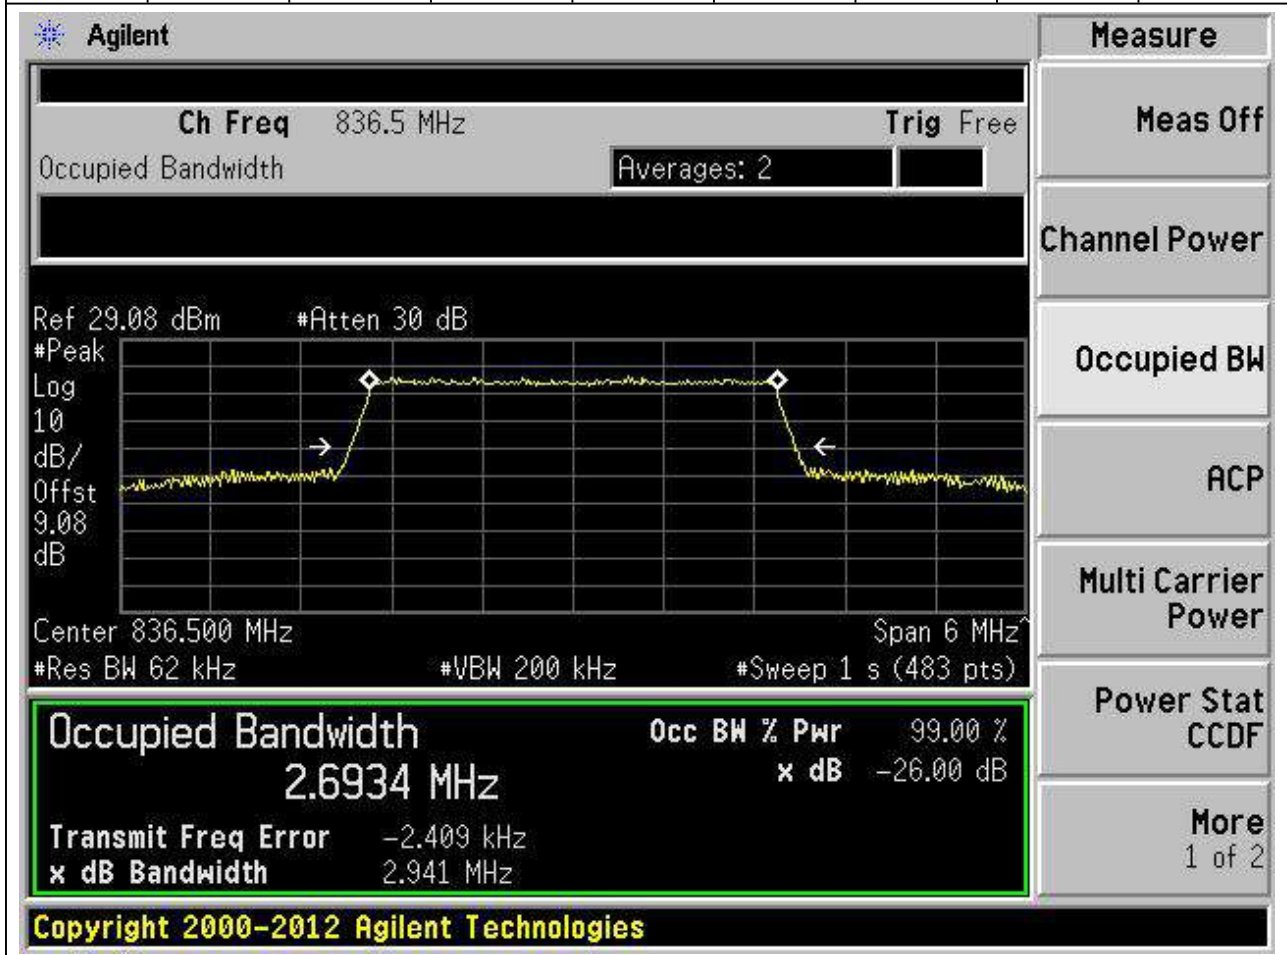 Agilent
Measure
Ch Freq 836.5 MHz Trig Free
Occupied Bandwidth Averages: 2
Meas Off
Channel Power
Occupied BW
ACP
Multi Carrier
Power
Power Stat
CCDF
More
1 of 2
Ref 29.08 dBm #Atten 30 dB
#Peak
Log
10
dB/
Offst
9.08
dB
Center 836.500 MHz Span 6 MHz^
#Res BW 62 kHz #VBW 200 kHz #Sweep 1 s (483 pts)
Occupied Bandwidth Occ BW % Pwr 99.00 %
2.6934 MHz x dB -26.00 dB
Transmit Freq Error -2.409 kHz
x dB Bandwidth 2.941 MHz
Copyright 2000-2012 Agilent Technologies